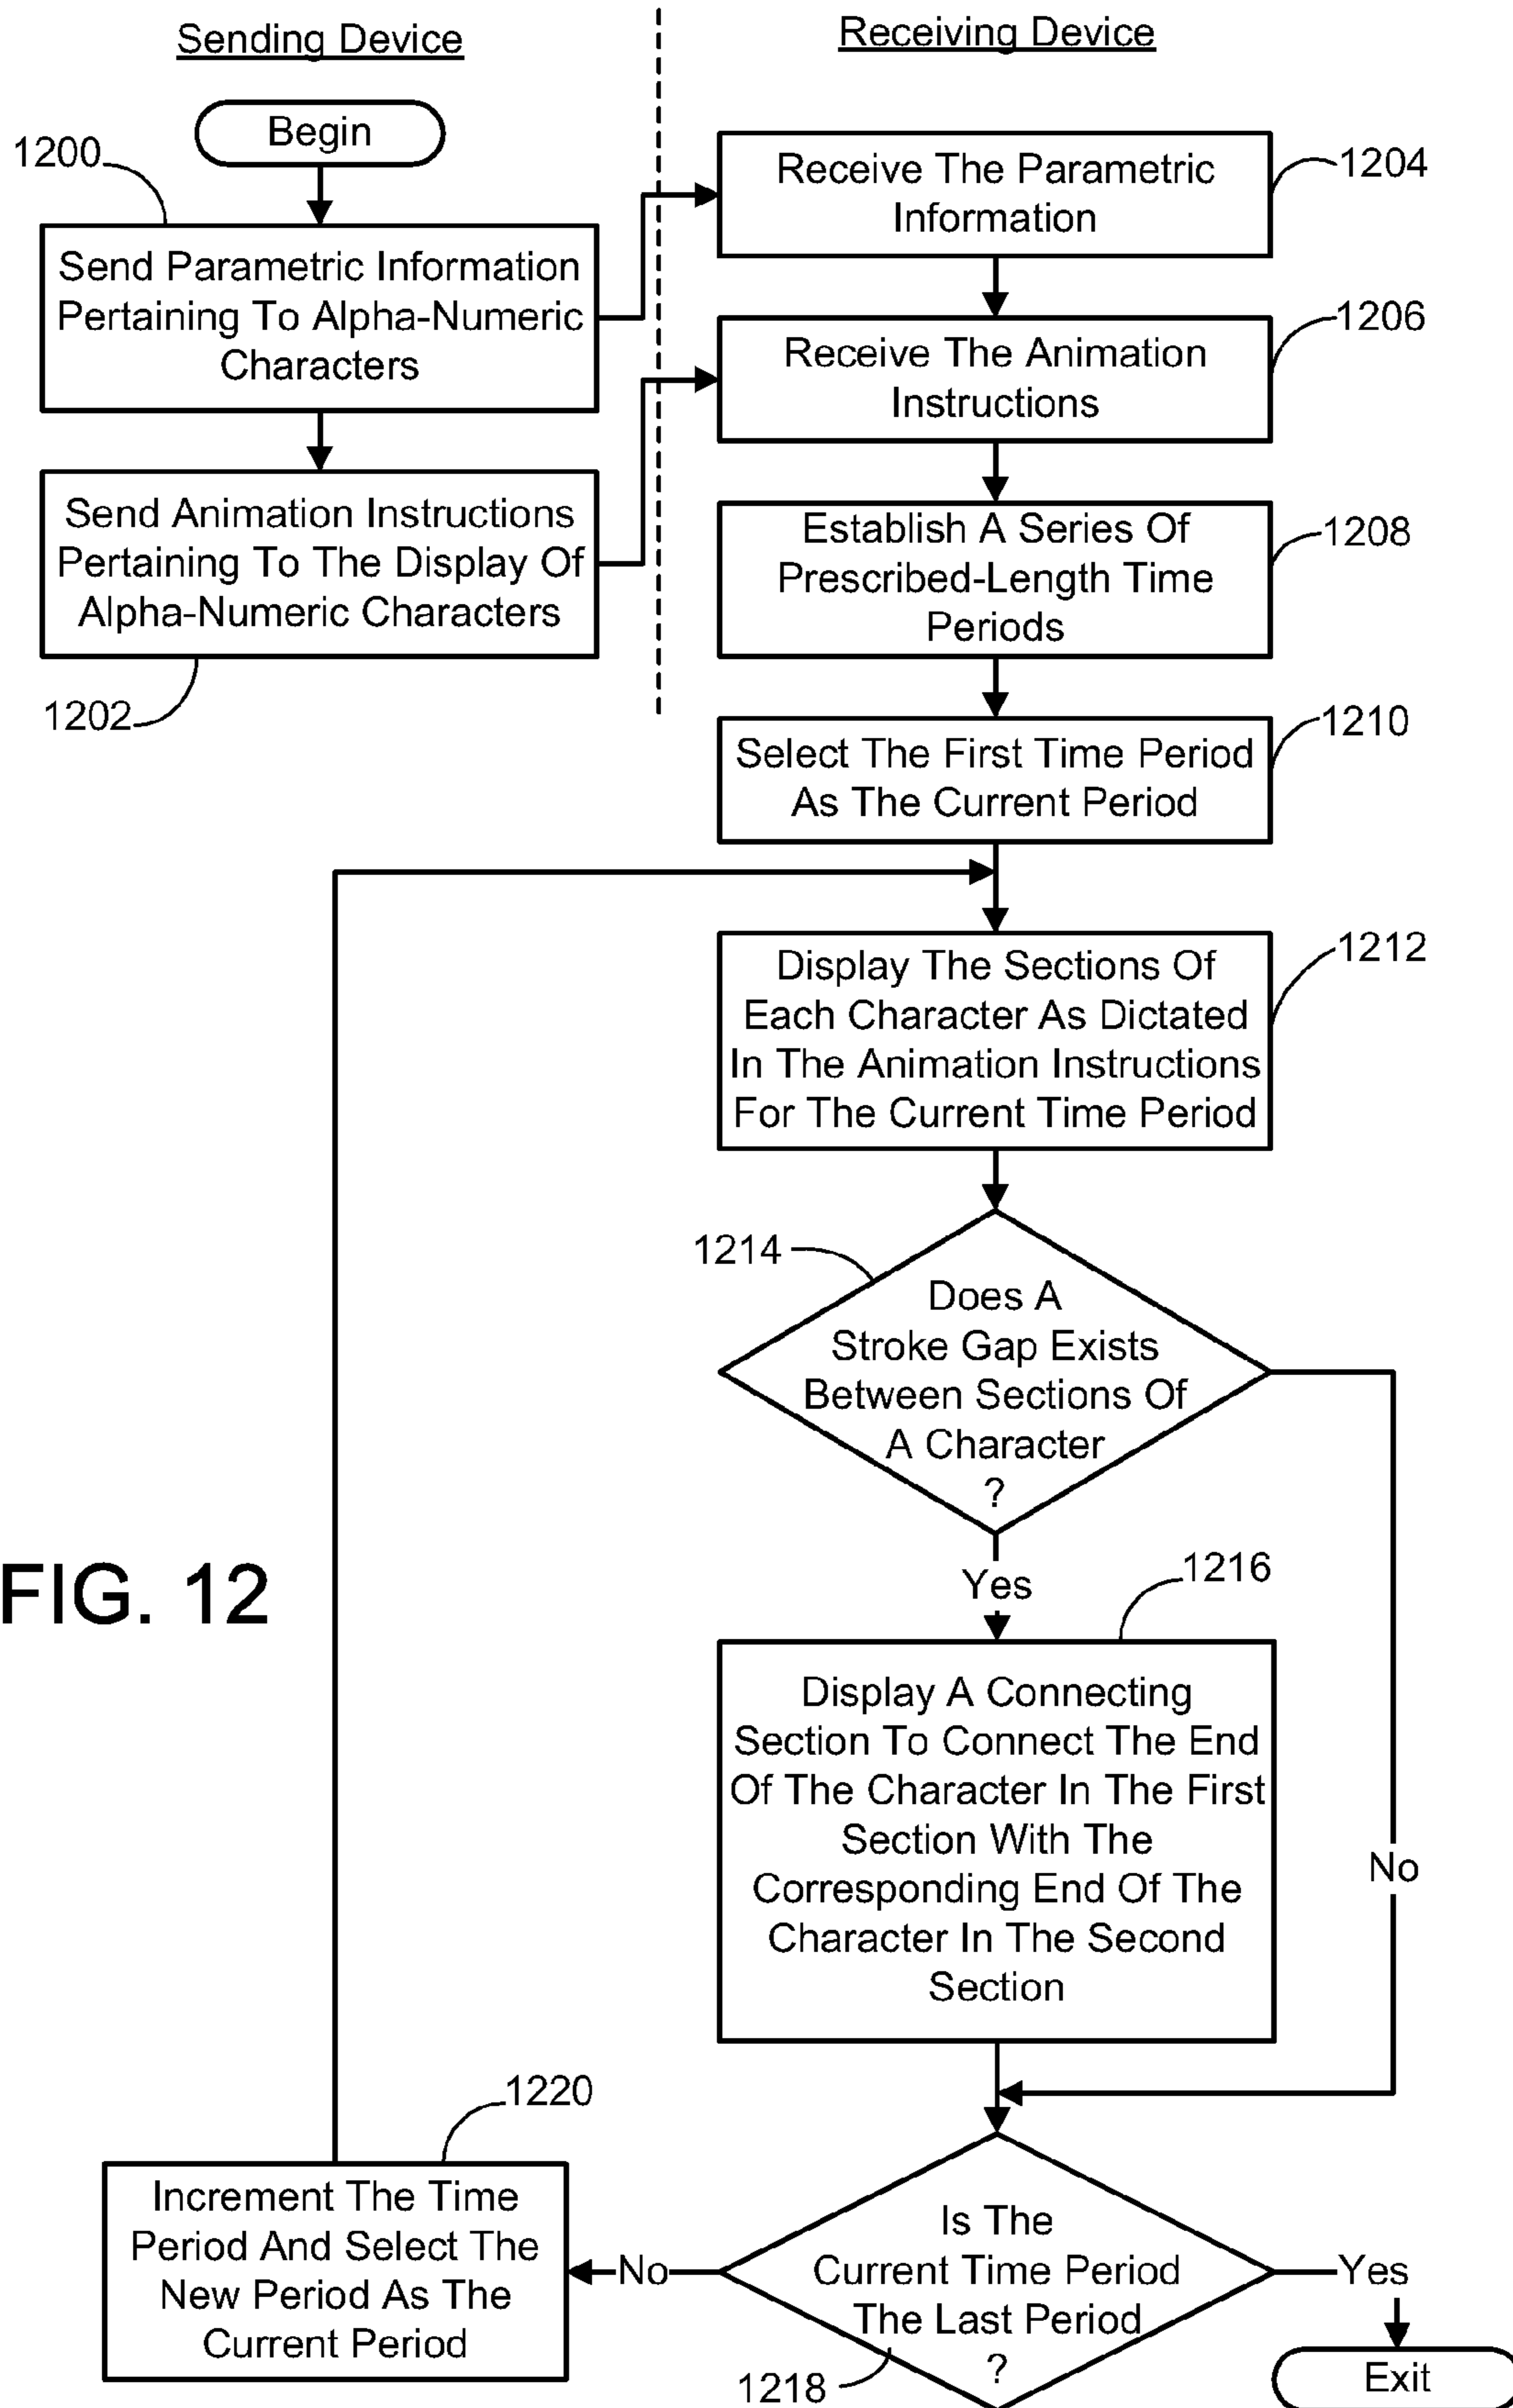 Sending Device
Receiving Device
Begin
1200
Send Parametric Information
Pertaining To Alpha-Numeric
Characters
Send Animation Instructions
Pertaining To The Display Of
Alpha-Numeric Characters
1202
Receive The Parametric
Information
1204
Receive The Animation
Instructions
1206
Establish A Series Of
Prescribed-Length Time
Periods
1208
Select The First Time Period
As The Current Period
1210
Display The Sections Of
Each Character As Dictated
In The Animation Instructions
For The Current Time Period
1212
1214
Does A
Stroke Gap Exists
Between Sections Of
A Character
?
Yes
No
1216
Display A Connecting
Section To Connect The End
Of The Character In The First
Section With The
Corresponding End Of The
Character In The Second
Section
FIG. 12
1220
Increment The Time
Period And Select The
New Period As The
Current Period
No
Is The
Current Time Period
The Last Period
?
1218
Yes
Exit